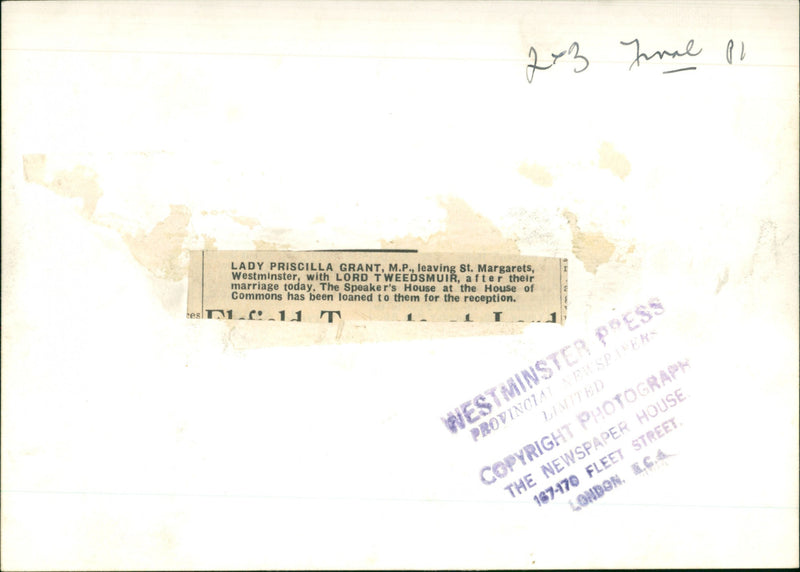 2+3 Final P1
LADY PRISCILLA GRANT, M.P., leaving St. Margarets,
Westminster, with LORD TWEEDSMUIR, after their
marriage today. The Speaker's House at the House of
Commons has been loaned to them for the reception.
Elsfield
WESTMINSTER PRESS
PROVINCIAL NEWSPAPERS
LIMITED
COPYRIGHT PHOTOGRAPH
THE NEWSPAPER HOUSE.
167-170 FLEET STREET.
LONDON. E.C.4.